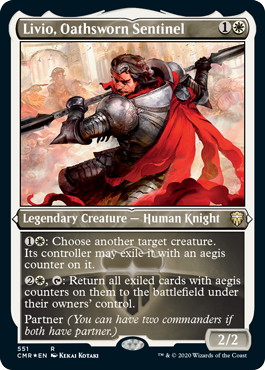 Livio, Oathsworn Sentinel 1
Legendary Creature — Human Knight
1: Choose another target creature.
Its controller may exile it with an aegis
counter on it.
2, : Return all exiled cards with aegis
counters on them to the battlefield under
their owners' control.
Partner (You can have two commanders if
both have partner.)
2/2
551 R
CMR EN KEKAI KOTAKI
™ & © 2020 Wizards of the Coast